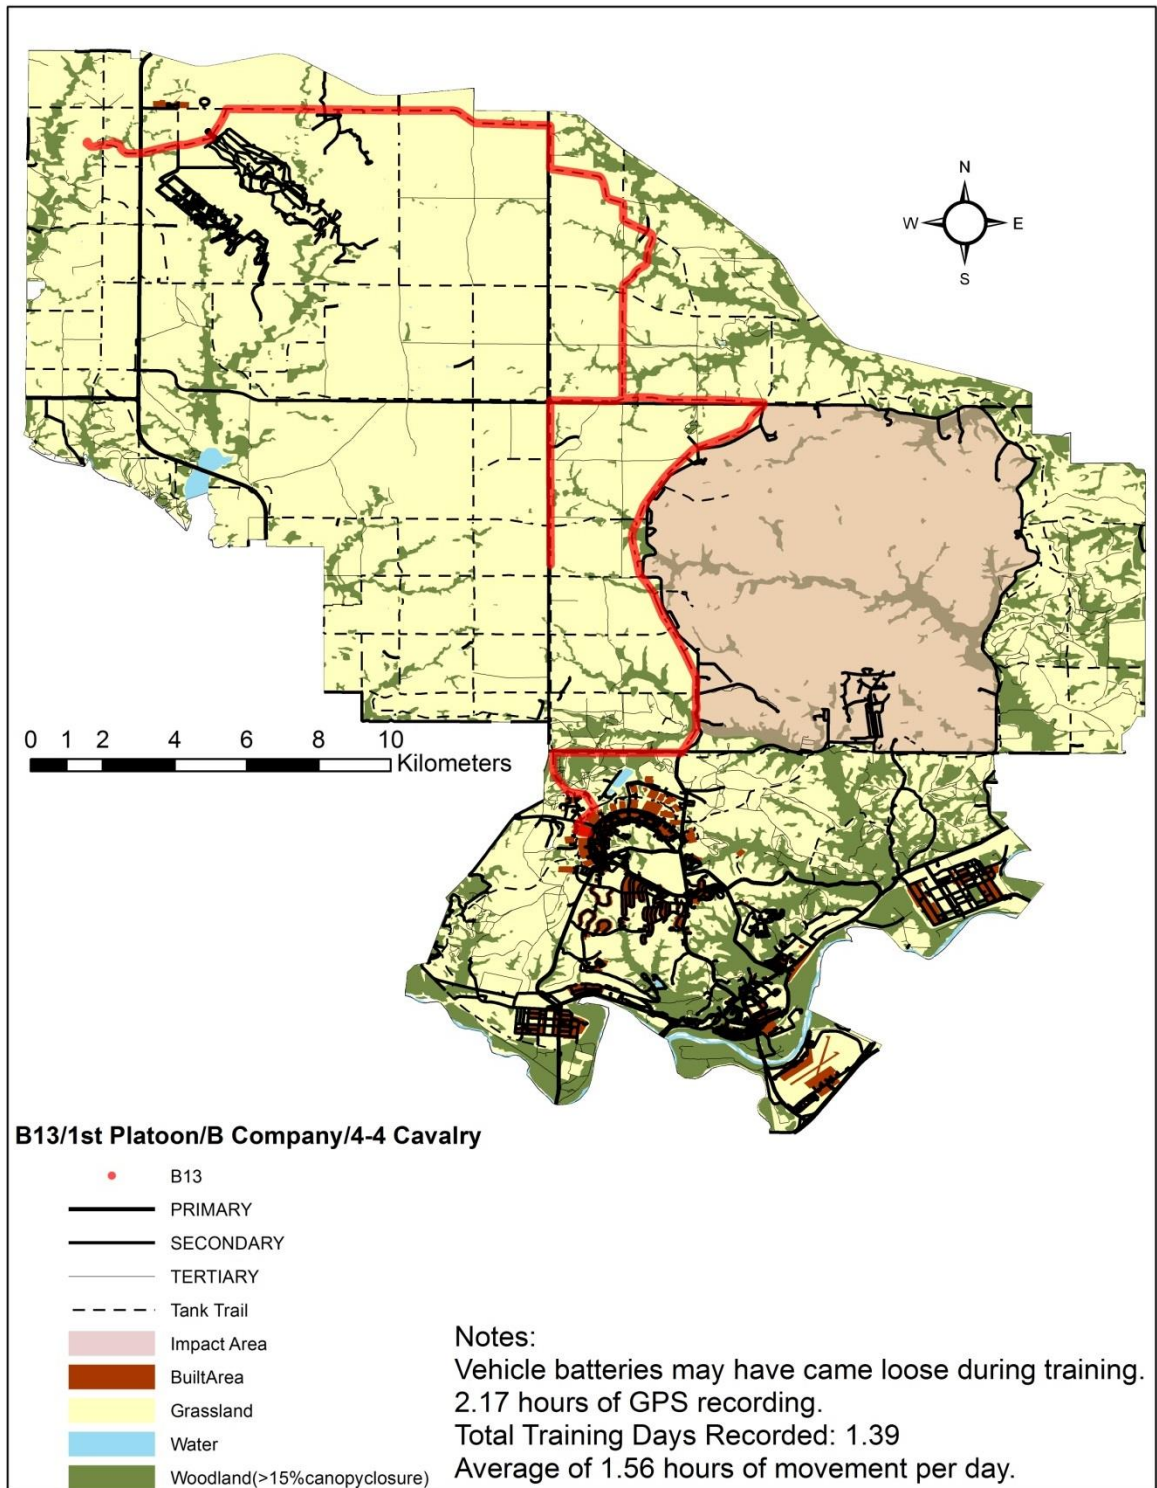 N
W E
S
0 1 2 4 6 8 10
Kilometers
B13/1st Platoon/B Company/4-4 Cavalry
B13
PRIMARY
SECONDARY
TERTIARY
Tank Trail
Impact Area
BuiltArea
Grassland
Water
Woodland(>15%canopyclosure)
Notes:
Vehicle batteries may have came loose during training.
2.17 hours of GPS recording.
Total Training Days Recorded: 1.39
Average of 1.56 hours of movement per day.